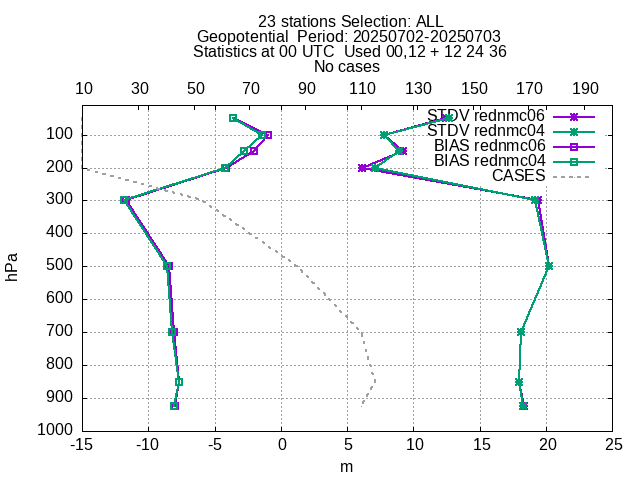 23 stations Selection: ALL
Geopotential  Period: 20250702-20250703
Statistics at 00 UTC  Used 00,12 + 12 24 36
No cases
10 30 50 70 90 110 130 150 170 190
STDV rednmc06
STDV rednmc04
BIAS rednmc06
BIAS rednmc04
CASES
100
200
300
400
500
600
700
800
900
1000
hPa
-15 -10 -5 0 5 10 15 20 25
m